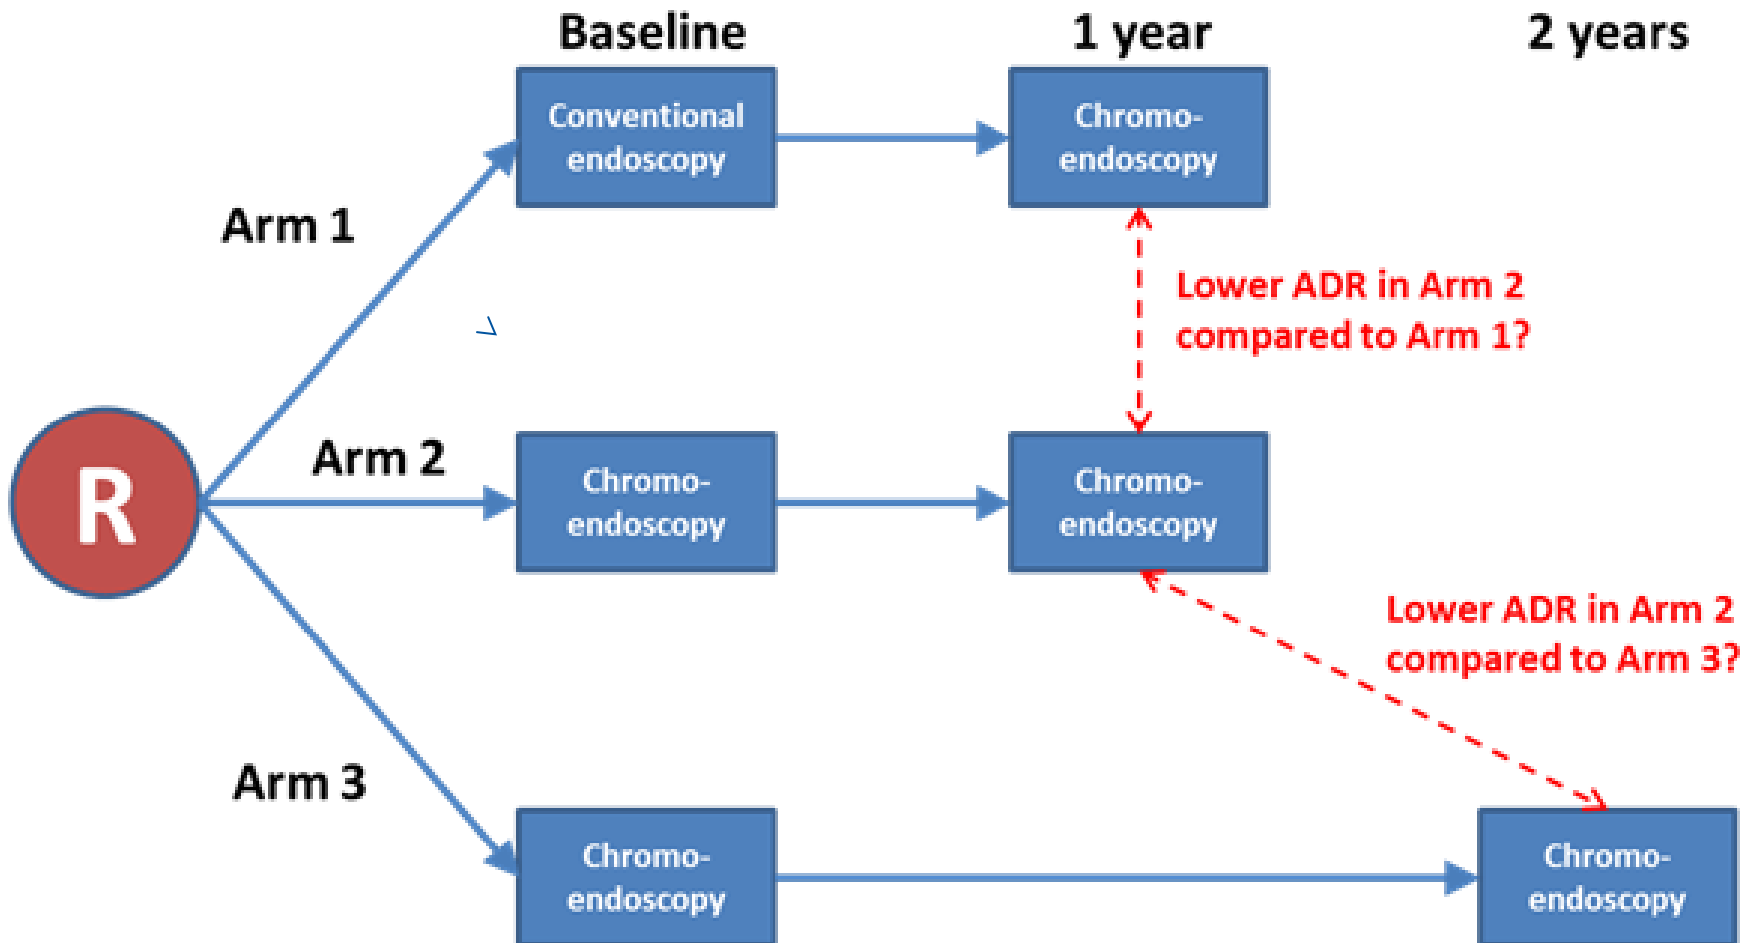 Baseline
1 year
2 years
Conventional
endoscopy
Chromo-
endoscopy
Arm 1
Lower ADR in Arm 2
compared to Arm 1?
>
R
Arm 2
Chromo-
endoscopy
Chromo-
endoscopy
Lower ADR in Arm 2
compared to Arm 3?
Arm 3
Chromo-
endoscopy
Chromo-
endoscopy